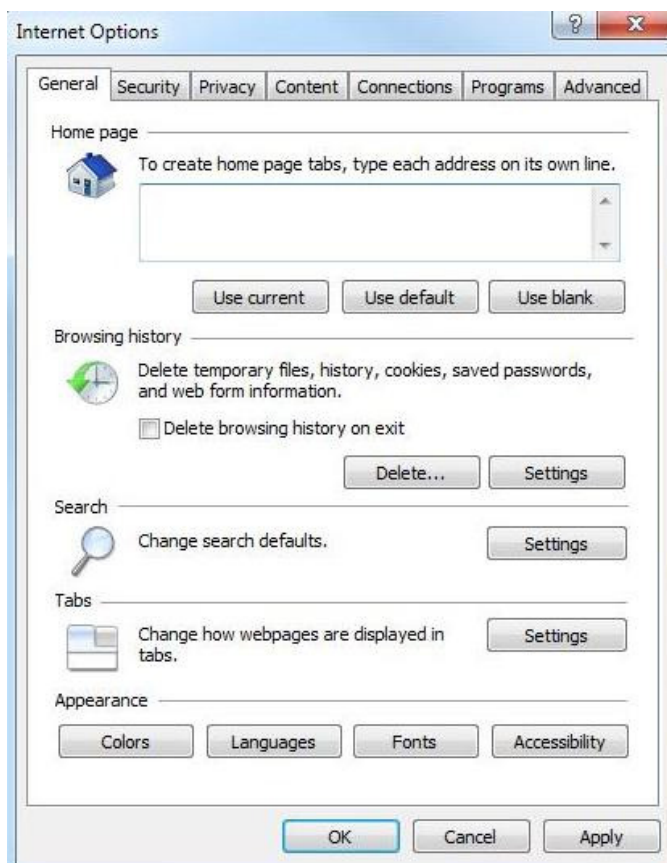 Internet Options
General Security Privacy Content Connections Programs Advanced
Home page
To create home page tabs, type each address on its own line.
Use current Use default Use blank
Browsing history
Delete temporary files, history, cookies, saved passwords,
and web form information.
Delete browsing history on exit
Delete... Settings
Search
Change search defaults. Settings
Tabs
Change how webpages are displayed in
tabs.
Settings
Appearance
Colors Languages Fonts Accessibility
OK Cancel Apply